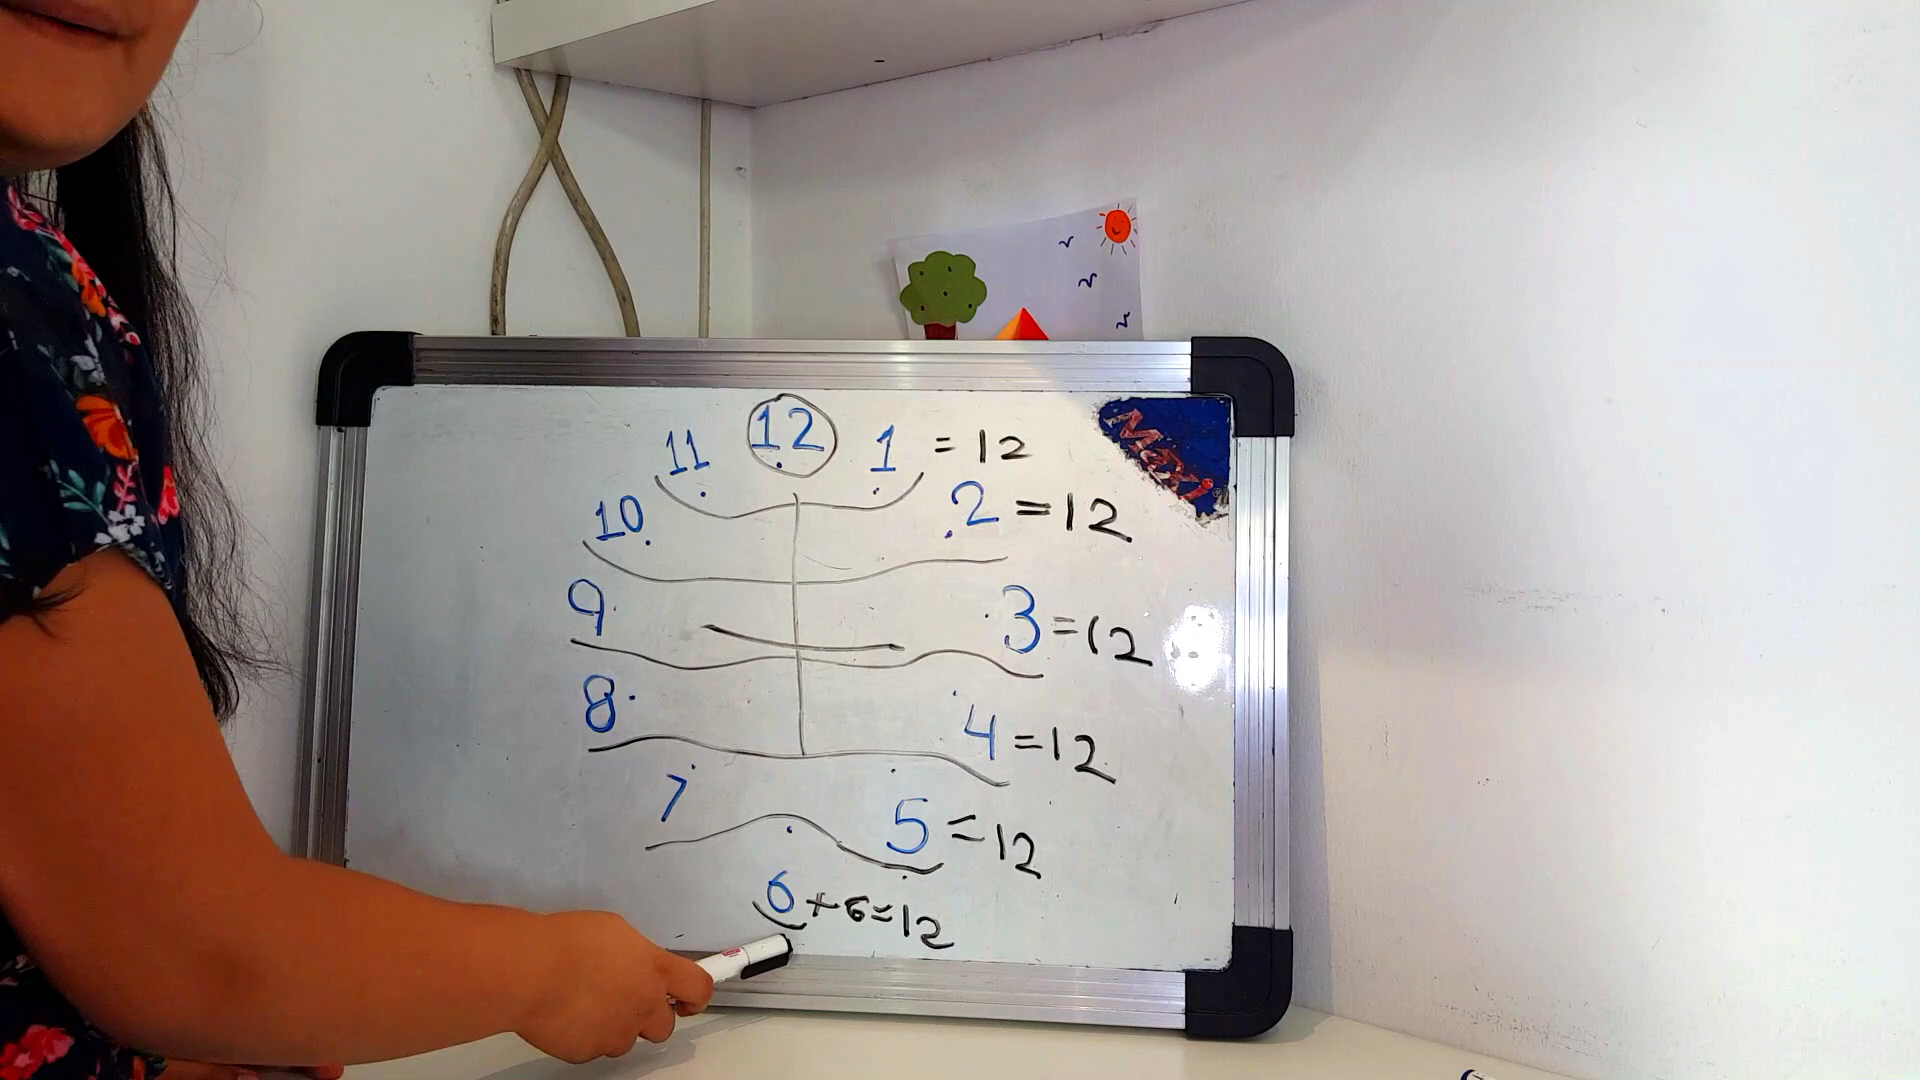 11 12 1 = 12
10 2 = 12
9 3 = 12
8 4 = 12
7 5 = 12
6 + 6 = 12
Maxi